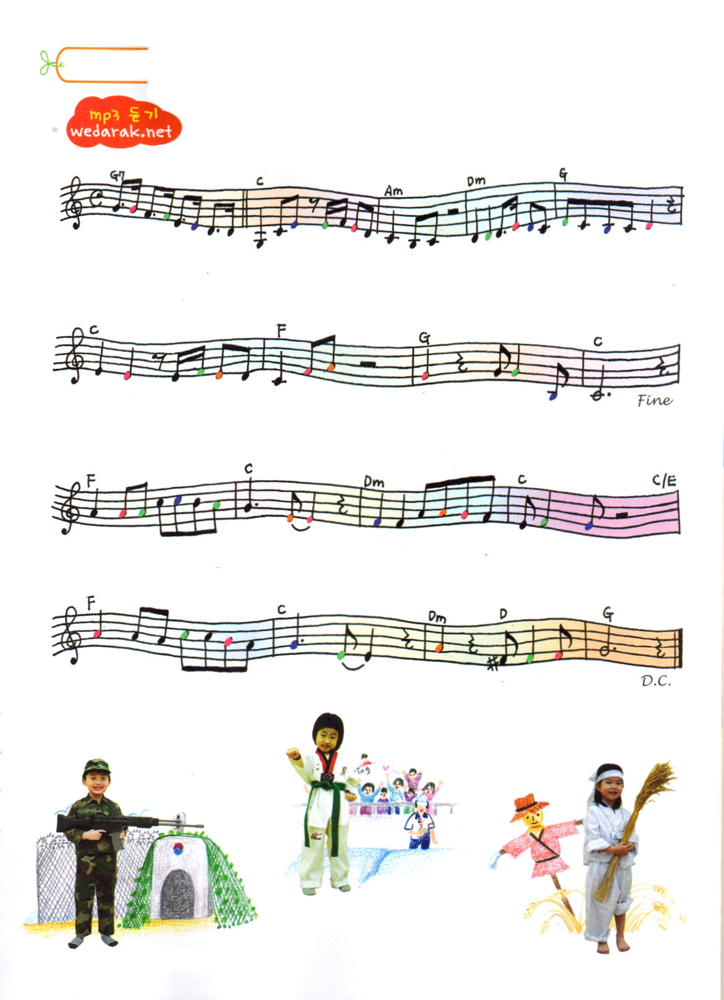 mp3 듣기
wedarak.net
G7 C Am Dm G
C F G C
Fine
F C Dm C C/E
F C Dm D G
D.C.